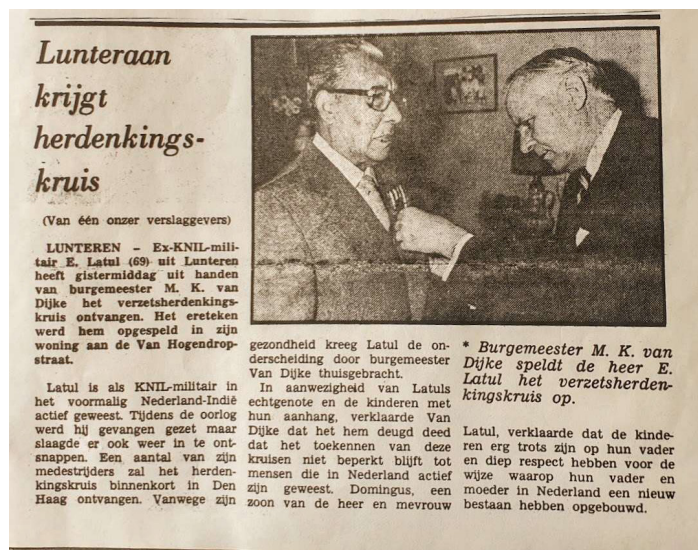 Lunteraan
krijgt
herdenkings-
kruis
(Van één onzer verslaggevers)
LUNTEREN – Ex-KNIL-mili-
tair E. Latul (69) uit Lunteren
heeft gistermiddag uit handen
van burgemeester M. K. van
Dijke het verzetsherdenkings-
kruis ontvangen. Het ereteken
werd hem opgespeld in zijn
woning aan de Van Hogendrop-
straat.
Latul is als KNIL-militair in
het voormalig Nederland-Indië
actief geweest. Tijdens de oorlog
werd hij gevangen gezet maar
slaagde er ook weer in te ont-
snappen. Een aantal van zijn
medestrijders zal het herden-
kingskruis binnenkort in Den
Haag ontvangen. Vanwege zijn
gezondheid kreeg Latul de on-
derscheiding door burgemeester
Van Dijke thuisgebracht.
In aanwezigheid van Latuls
echtgenote en de kinderen met
hun aanhang, verklaarde Van
Dijke dat het hem deugd deed
dat het toekennen van deze
kruisen niet beperkt blijft tot
mensen die in Nederland actief
zijn geweest. Domingus, een
zoon van de heer en mevrouw
* Burgemeester M. K. van
Dijke speldt de heer E.
Latul het verzetsherden-
kingskruis op.
Latul, verklaarde dat de kinde-
ren erg trots zijn op hun vader
en diep respect hebben voor de
wijze waarop hun vader en
moeder in Nederland een nieuw
bestaan hebben opgebouwd.